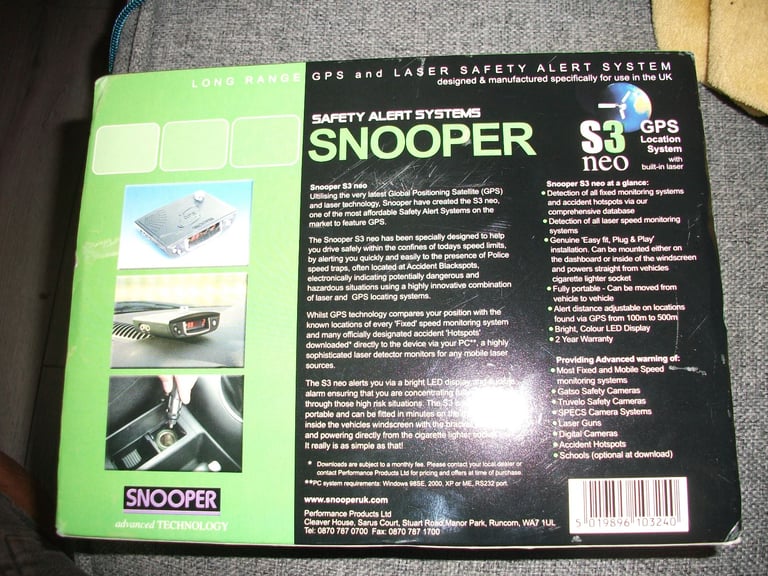 LONG RANGE GPS and LASER SAFETY ALERT SYSTEM
designed & manufactured specifically for use in the UK
SAFETY ALERT SYSTEMS
SNOOPER
S3 neo
GPS
Location
System
with
built-in laser
Snooper S3 neo
Utilising the very latest Global Positioning Satellite (GPS)
and laser technology, Snooper have created the S3 neo,
one of the most affordable Safety Alert Systems on the
market to feature GPS.
The Snooper S3 neo has been specially designed to help
you drive safely within the confines of todays speed limits,
by alerting you quickly and easily to the presence of Police
speed traps, often located at Accident Blackspots,
electronically indicating potentially dangerous and
hazardous situations using a highly innovative combination
of laser and GPS locating systems.
Whilst GPS technology compares your position with the
known locations of every 'Fixed' speed monitoring system
and many officially designated accident 'Hotspots'
downloaded* directly to the device via your PC**, a highly
sophisticated laser detector monitors for any mobile laser
sources.
The S3 neo alerts you via a bright LED display and
alarm ensuring that you are concentrating
through those high risk situations. The S3
portable and can be fitted in minutes on the
inside the vehicles windscreen with the
and powering directly from the cigarette lighter
It really is as simple as that!
* Downloads are subject to a monthly fee. Please contact your local dealer or
contact Performance Products Ltd for pricing and offers at time of purchase.
**PC system requirements: Windows 98SE, 2000, XP or ME, RS232 port.
www.snooperuk.com
Performance Products Ltd
Cleaver House, Sarus Court, Stuart Road, Manor Park, Runcorn, WA7 1UL
Tel: 0870 787 0700 Fax: 0870 787 1700
Snooper S3 neo at a glance:
Detection of all fixed monitoring systems
and accident hotspots via our
comprehensive database
Detection of all laser speed monitoring
systems
Genuine 'Easy fit, Plug & Play'
installation. Can be mounted either on
the dashboard or inside of the windscreen
and powers straight from vehicles
cigarette lighter socket
Fully portable - Can be moved from
vehicle to vehicle
Alert distance adjustable on locations
found via GPS from 100m to 500m
Bright, Colour LED Display
2 Year Warranty
Providing Advanced warning of:
Most Fixed and Mobile Speed
monitoring systems
Gatso Safety Cameras
Truvelo Safety Cameras
SPECS Camera Systems
Laser Guns
Digital Cameras
Accident Hotspots
Schools (optional at download)
5 019896 103240
SNOOPER
advanced TECHNOLOGY